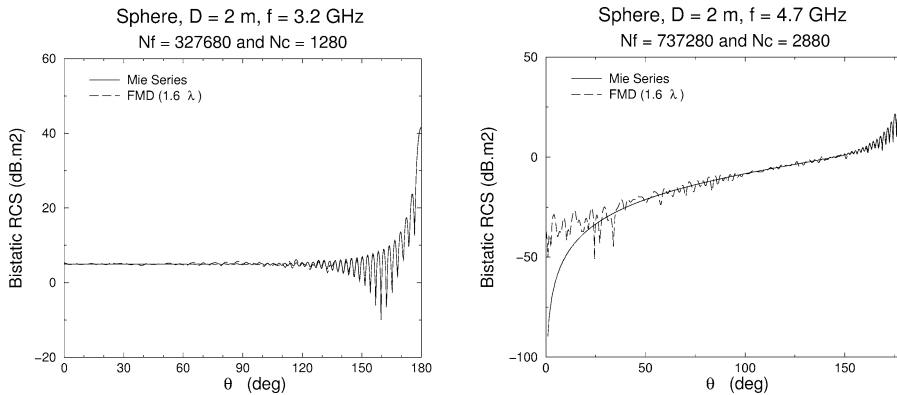 Sphere, D = 2 m, f = 3.2 GHz
Nf = 327680 and Nc = 1280
60
40
20
0
-20
Bistatic RCS (dB.m2)
Mie Series
FMD (1.6 λ)
0 30 60 90 120 150 180
θ (deg)
Sphere, D = 2 m, f = 4.7 GHz
Nf = 737280 and Nc = 2880
50
0
-50
-100
Bistatic RCS (dB.m2)
Mie Series
FMD (1.6 λ)
0 50 100 150
θ (deg)